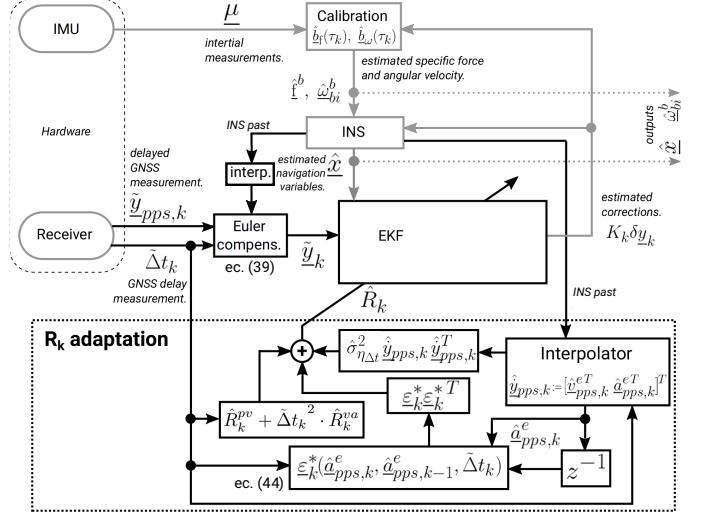 IMU
μ
intertial
measurements.
Calibration
b̂_f(τ_k), b̂_ω(τ_k)
estimated specific force
and angular velocity.
f̂^b, ω̂^b_bi
Hardware
INS past
INS
outputs
x̂ ω̂^b_bi
delayed
GNSS
measurement.
interp.
estimated
navigation
variables.
x̂
ỹ_pps,k
Receiver
Euler
compens.
ec. (39)
ỹ_k
EKF
estimated
corrections.
K_k δy_k
Δ̃t_k
GNSS delay
measurement.
R̂_k
INS past
R_k adaptation
+
σ̂²_ηΔt ŷ̇_pps,k ŷ̇^T_pps,k
Interpolator
ŷ̇_pps,k := [v̂^eT_pps,k â^eT_pps,k]^T
ε*_k ε*_k^T
R̂^pv_k + Δ̃t_k² · R̂^va_k
â^e_pps,k
ε*_k(â^e_pps,k, â^e_pps,k−1, Δ̃t_k)
z⁻¹
ec. (44)